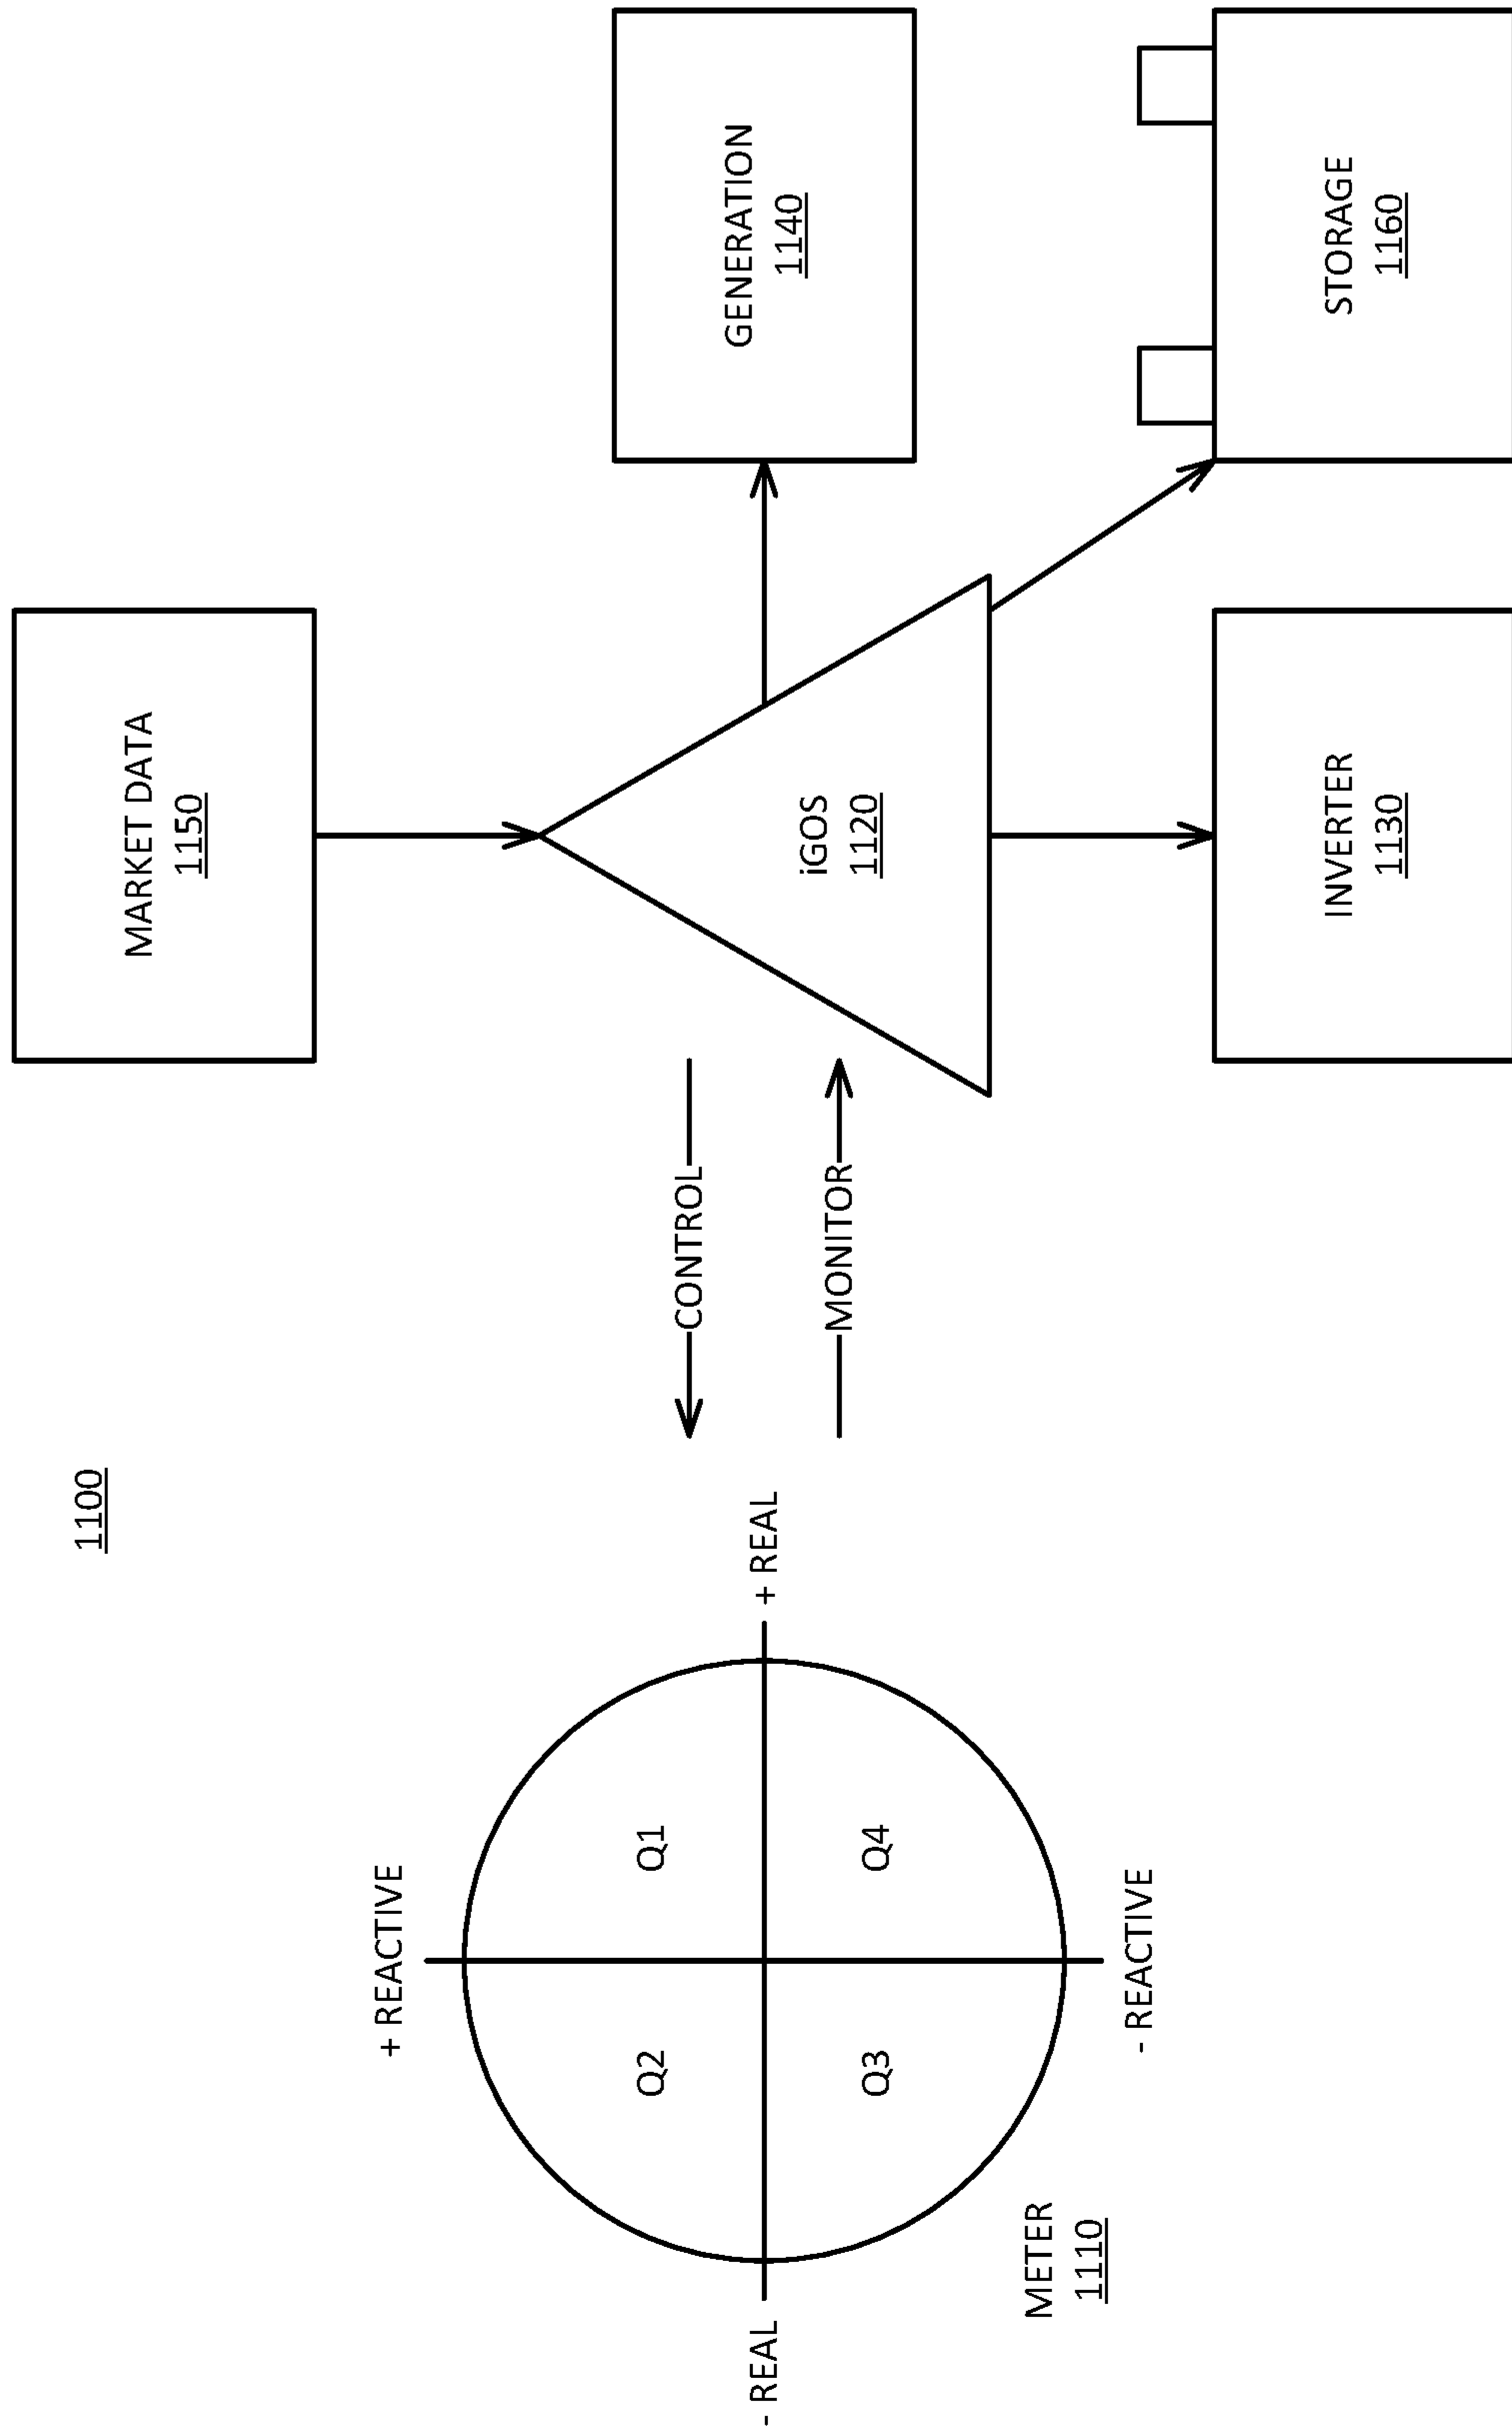 1100
MARKET DATA
1150
+ REACTIVE
Q2
Q1
- REAL
+ REAL
Q3
Q4
- REACTIVE
METER
1110
CONTROL
MONITOR
iGOS
1120
GENERATION
1140
INVERTER
1130
STORAGE
1160